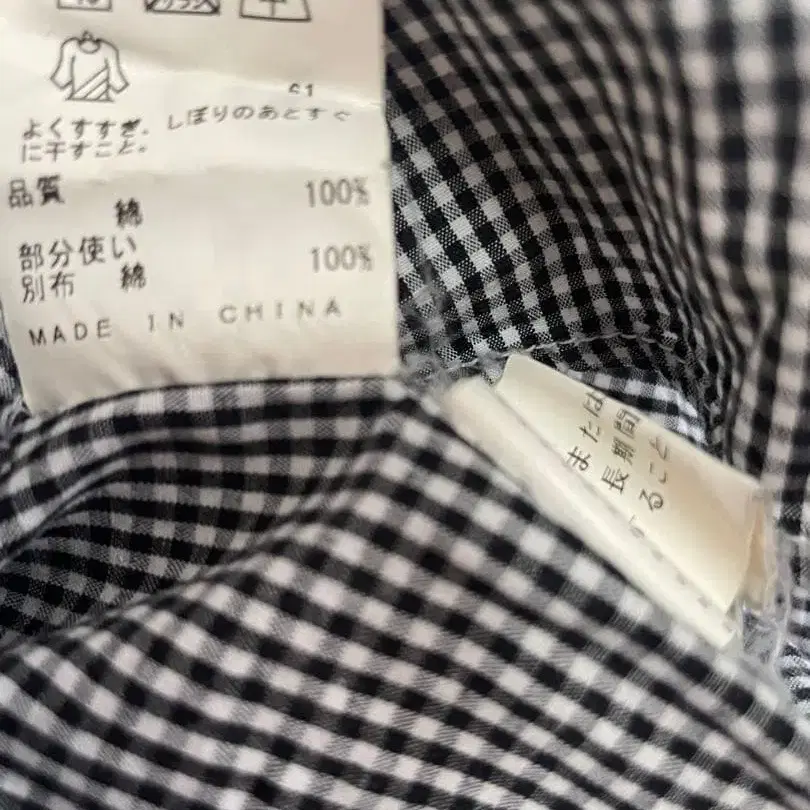 中
61
よくすすぎ、しぼりのあとすぐ
に干すこと。
品質
綿 100%
部分使い
別布 綿 100%
MADE IN CHINA
または
長期間
ること